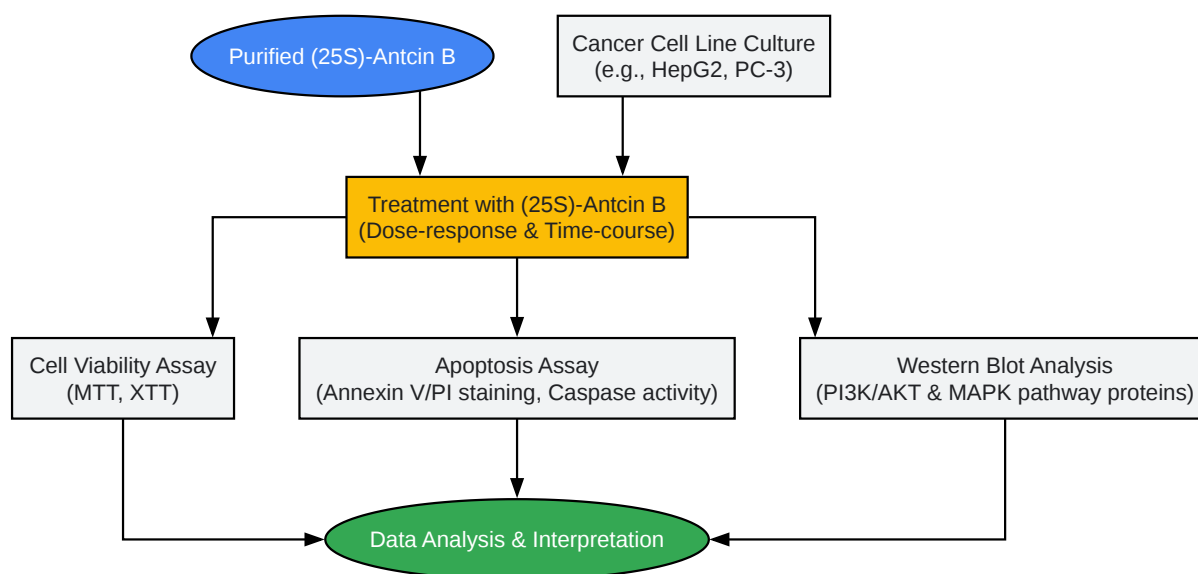 Purified (25S)-Antcin B
Cancer Cell Line Culture
(e.g., HepG2, PC-3)
Treatment with (25S)-Antcin B
(Dose-response & Time-course)
Cell Viability Assay
(MTT, XTT)
Apoptosis Assay
(Annexin V/PI staining, Caspase activity)
Western Blot Analysis
(PI3K/AKT & MAPK pathway proteins)
Data Analysis & Interpretation